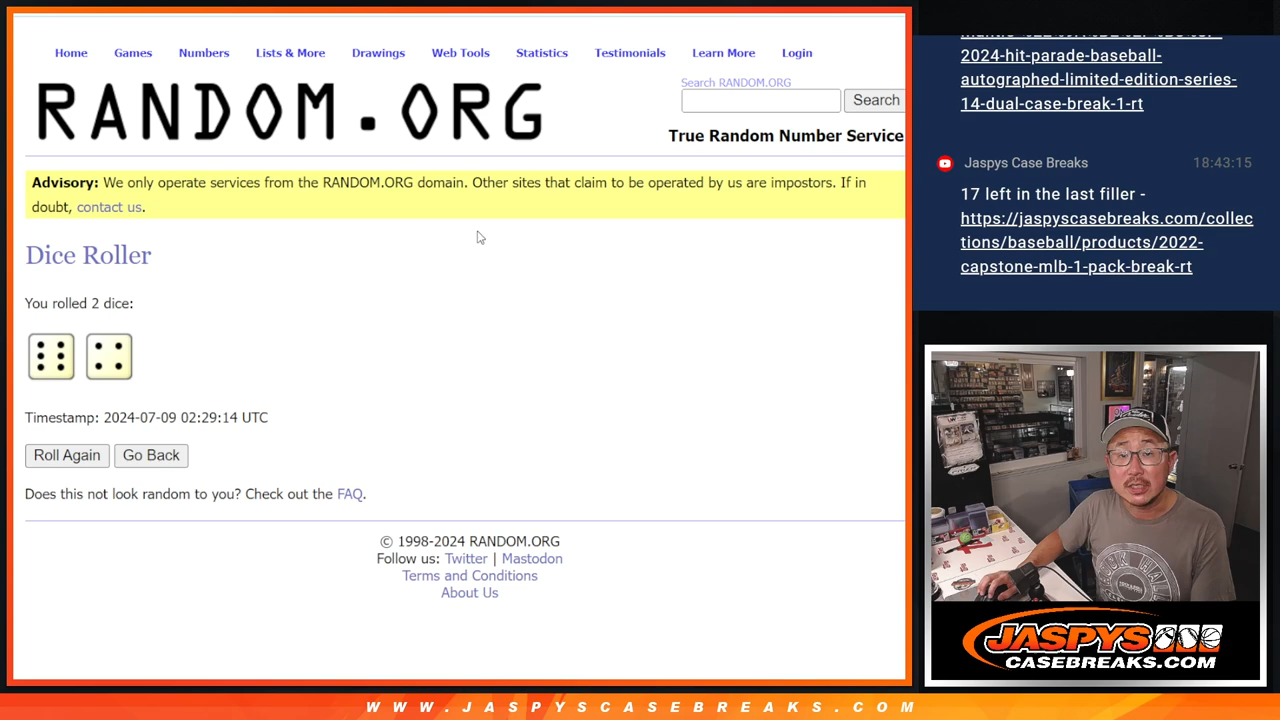 Home Games Numbers Lists & More Drawings Web Tools Statistics Testimonials Learn More Login
RANDOM.ORG
Search RANDOM.ORG
Search
True Random Number Service
Advisory: We only operate services from the RANDOM.ORG domain. Other sites that claim to be operated by us are impostors. If in
doubt, contact us.
Dice Roller
You rolled 2 dice:
Timestamp: 2024-07-09 02:29:14 UTC
Roll Again Go Back
Does this not look random to you? Check out the FAQ.
© 1998-2024 RANDOM.ORG
Follow us: Twitter | Mastodon
Terms and Conditions
About Us
2024-hit-parade-baseball-
autographed-limited-edition-series-
14-dual-case-break-1-rt
Jaspys Case Breaks 18:43:15
17 left in the last filler -
https://jaspyscasebreaks.com/collec
tions/baseball/products/2022-
capstone-mlb-1-pack-break-rt
JASPYS
CASEBREAKS.COM
WWW.JASPYSCASEBREAKS.COM